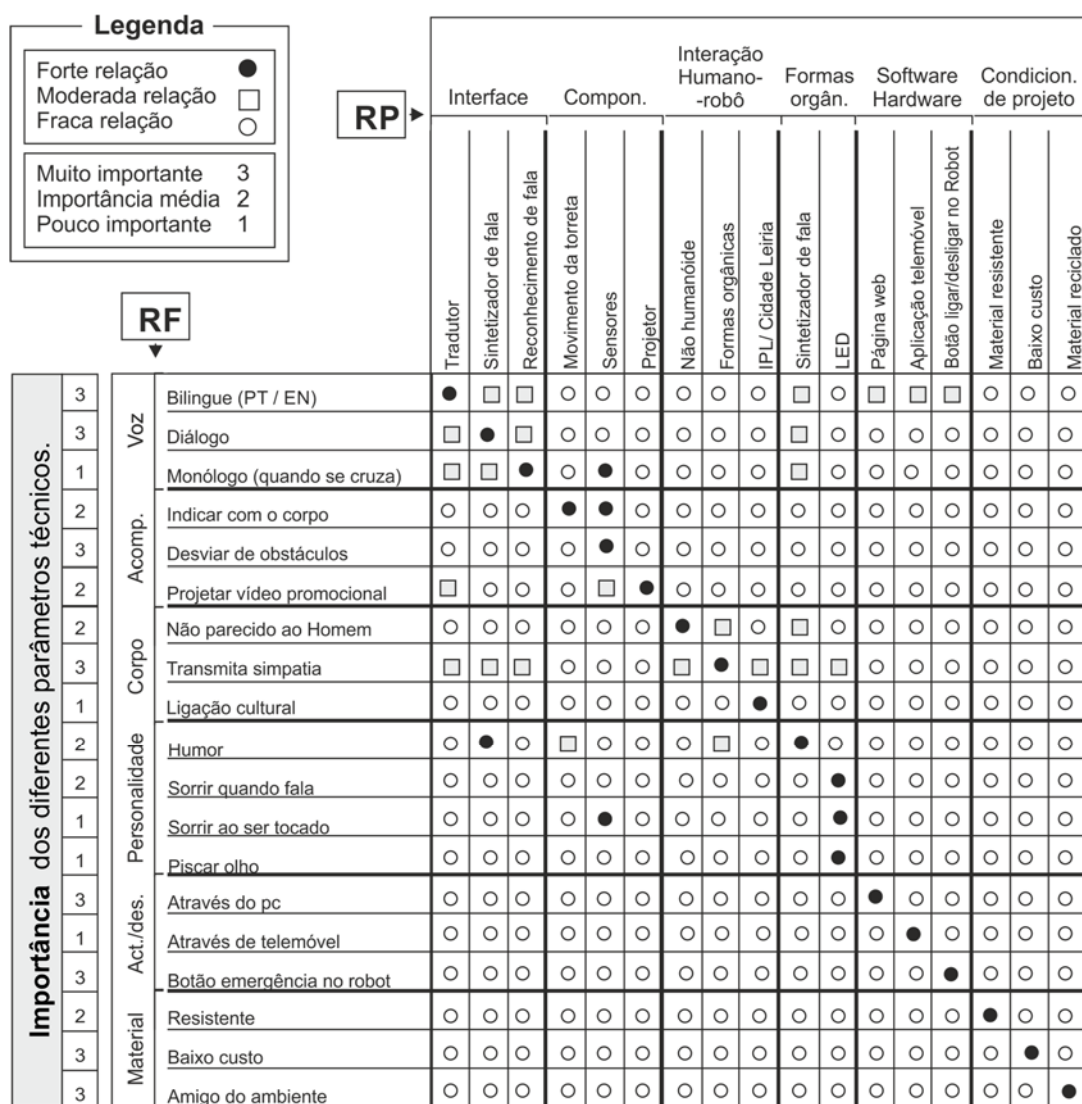 Legenda
Forte relação
Moderada relação
Fraca relação
Muito importante 3
Importância média 2
Pouco importante 1
RP
Interface
Compon.
Interação
Humano-
-robô
Formas
orgân.
Software
Hardware
Condicion.
de projeto
RF
Tradutor
Sintetizador de fala
Reconhecimento de fala
Movimento da torreta
Sensores
Projetor
Não humanóide
Formas orgânicas
IPL/ Cidade Leiria
Sintetizador de fala
LED
Página web
Aplicação telemóvel
Botão ligar/desligar no Robot
Material resistente
Baixo custo
Material reciclado
Importância dos diferentes parâmetros técnicos.
Voz
3 Bilingue (PT / EN)
3 Diálogo
1 Monólogo (quando se cruza)
Acomp.
2 Indicar com o corpo
3 Desviar de obstáculos
2 Projetar vídeo promocional
Corpo
2 Não parecido ao Homem
3 Transmita simpatia
1 Ligação cultural
Personalidade
2 Humor
2 Sorrir quando fala
1 Sorrir ao ser tocado
1 Piscar olho
Act./des.
3 Através do pc
1 Através de telemóvel
3 Botão emergência no robot
Material
2 Resistente
3 Baixo custo
3 Amigo do ambiente